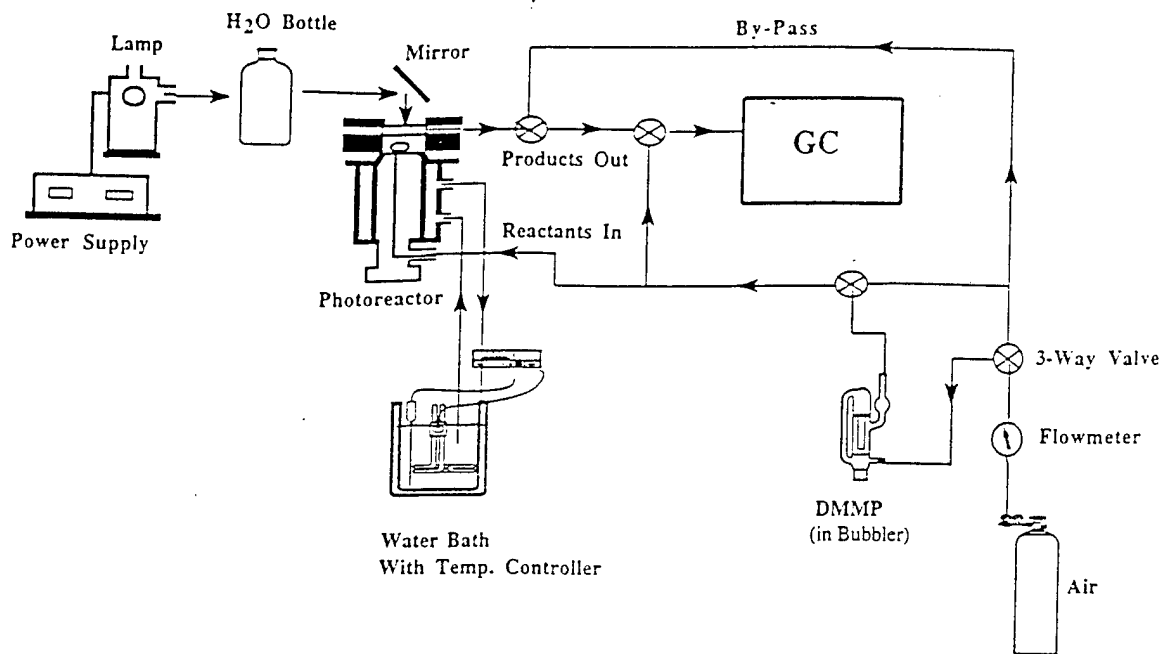 H₂O Bottle
By-Pass
Lamp
Mirror
GC
Products Out
Power Supply
Reactants In
Photoreactor
3-Way Valve
Flowmeter
DMMP
(in Bubbler)
Water Bath
With Temp. Controller
Air